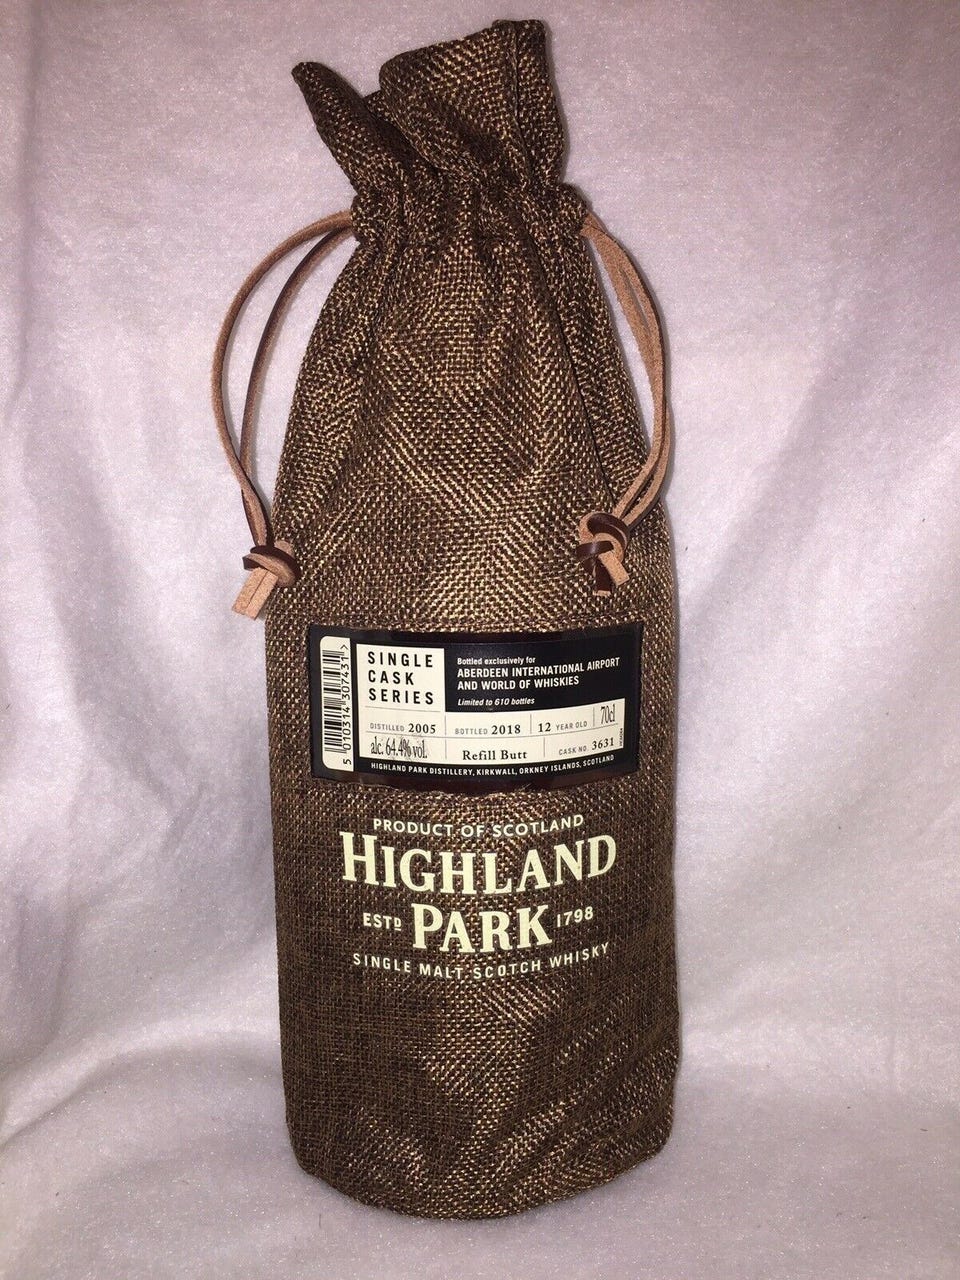 SINGLE
CASK
SERIES
Bottled exclusively for
ABERDEEN INTERNATIONAL AIRPORT
AND WORLD OF WHISKIES
Limited to 610 bottles
DISTILLED 2005
BOTTLED 2018
12 YEAR OLD
70cl
alc. 64.4% vol.
Refill Butt
CASK NO. 3631
HIGHLAND PARK DISTILLERY, KIRKWALL, ORKNEY ISLANDS, SCOTLAND
5 010314 307431 >
PRODUCT OF SCOTLAND
HIGHLAND
ESTD PARK 1798
SINGLE MALT SCOTCH WHISKY